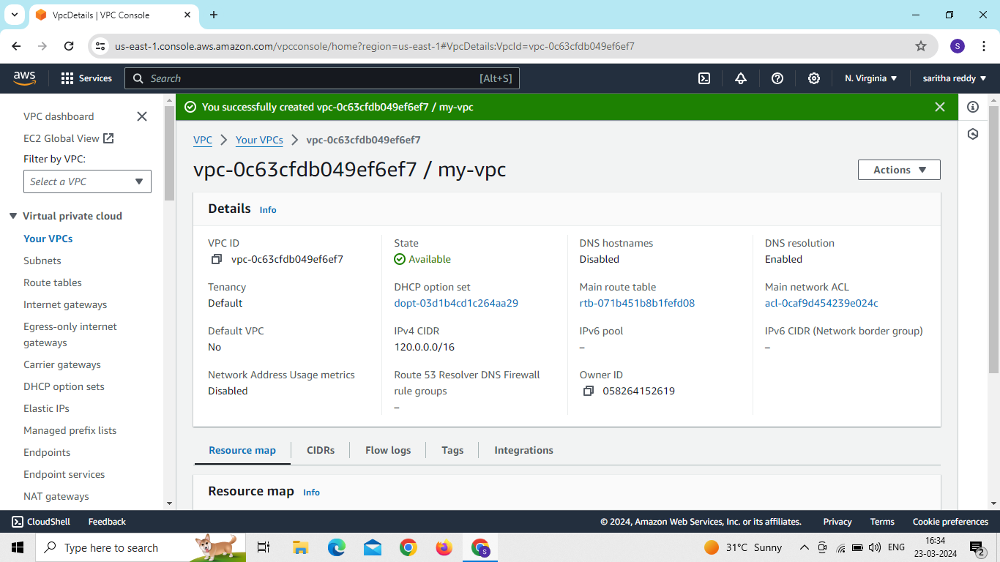 VpcDetails | VPC Console
us-east-1.console.aws.amazon.com/vpcconsole/home?region=us-east-1#VpcDetails:VpcId=vpc-0c63cfdb049ef6ef7
S
aws
Services
Search
[Alt+S]
N. Virginia
saritha reddy
VPC dashboard
EC2 Global View
Filter by VPC:
Select a VPC
Virtual private cloud
Your VPCs
Subnets
Route tables
Internet gateways
Egress-only internet
gateways
Carrier gateways
DHCP option sets
Elastic IPs
Managed prefix lists
Endpoints
Endpoint services
NAT gateways
You successfully created vpc-0c63cfdb049ef6ef7 / my-vpc
VPC
Your VPCs
vpc-0c63cfdb049ef6ef7
vpc-0c63cfdb049ef6ef7 / my-vpc
Actions
Details Info
VPC ID
vpc-0c63cfdb049ef6ef7
State
Available
DNS hostnames
Disabled
DNS resolution
Enabled
Tenancy
Default
DHCP option set
dopt-03d1b4cd1c264aa29
Main route table
rtb-071b451b8b1fefd08
Main network ACL
acl-0caf9d454239e024c
Default VPC
No
IPv4 CIDR
120.0.0.0/16
IPv6 pool
–
IPv6 CIDR (Network border group)
–
Network Address Usage metrics
Disabled
Route 53 Resolver DNS Firewall
rule groups
–
Owner ID
058264152619
Resource map
CIDRs
Flow logs
Tags
Integrations
Resource map Info
CloudShell
Feedback
© 2024, Amazon Web Services, Inc. or its affiliates.
Privacy
Terms
Cookie preferences
Type here to search
S
31°C Sunny
ENG
16:34
23-03-2024
2